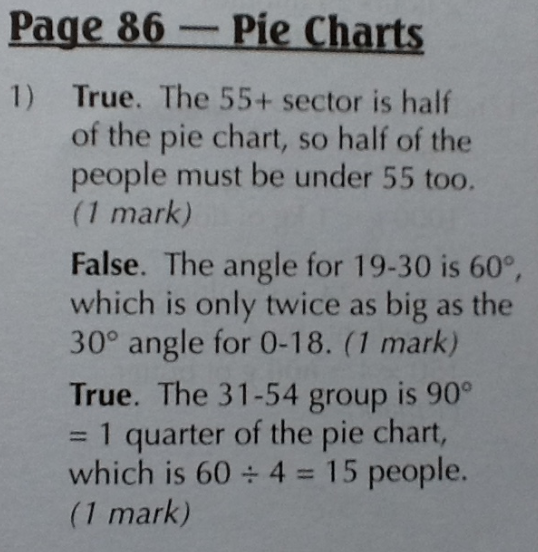 Page 86 — Pie Charts
1) True. The 55+ sector is half
of the pie chart, so half of the
people must be under 55 too.
(1 mark)
False. The angle for 19-30 is 60°,
which is only twice as big as the
30° angle for 0-18. (1 mark)
True. The 31-54 group is 90°
= 1 quarter of the pie chart,
which is 60 ÷ 4 = 15 people.
(1 mark)